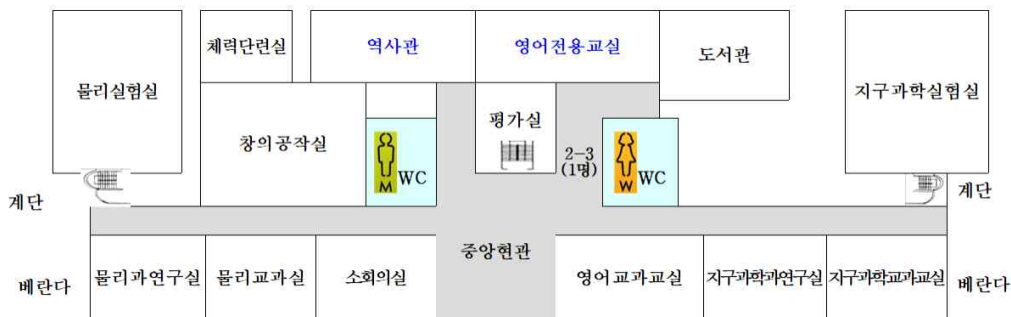 체력단련실
역사관
영어전용교실
도서관
물리실험실
지구과학실험실
창의공작실
평가실
M
WC
2-3
(1명)
W
WC
계단
계단
중앙현관
베란다
물리과연구실
물리교과실
소회의실
영어교과교실
지구과학과연구실
지구과학교과교실
베란다